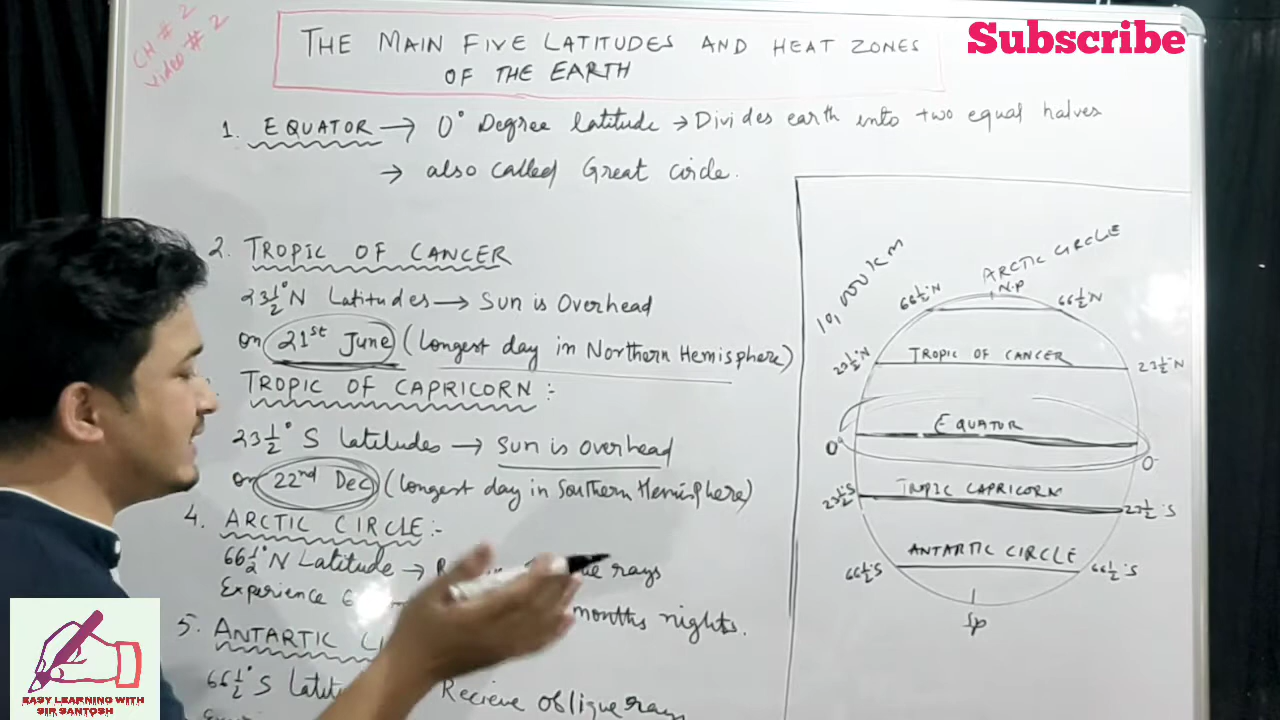 CH # 2
Video # 2
Subscribe
THE MAIN FIVE LATITUDES AND HEAT ZONES
OF THE EARTH
1. EQUATOR → 0° Degree latitude → Divides earth into two equal halves
→ also called Great circle.
2. TROPIC OF CANCER
23½° N Latitudes → Sun is Overhead
on 21st June (Longest day in Northern Hemisphere)
TROPIC OF CAPRICORN :-
23½° S latitudes → Sun is overhead
on 22nd Dec (longest day in Southern Hemisphere)
4. ARCTIC CIRCLE :-
66½° N Latitude → rays
Experience 6 months nights.
5. ANTARTIC
66½° S Recieve oblique rays
10,000 KM
ARCTIC CIRCLE
N.P
66½° N 66½° N
23½° N TROPIC OF CANCER 23½° N
EQUATOR
0° 0
23½° S TROPIC CAPRICORN 23½° S
ANTARTIC CIRCLE
66½° S 66½° S
Sp
EASY LEARNING WITH
SIR SANTOSH